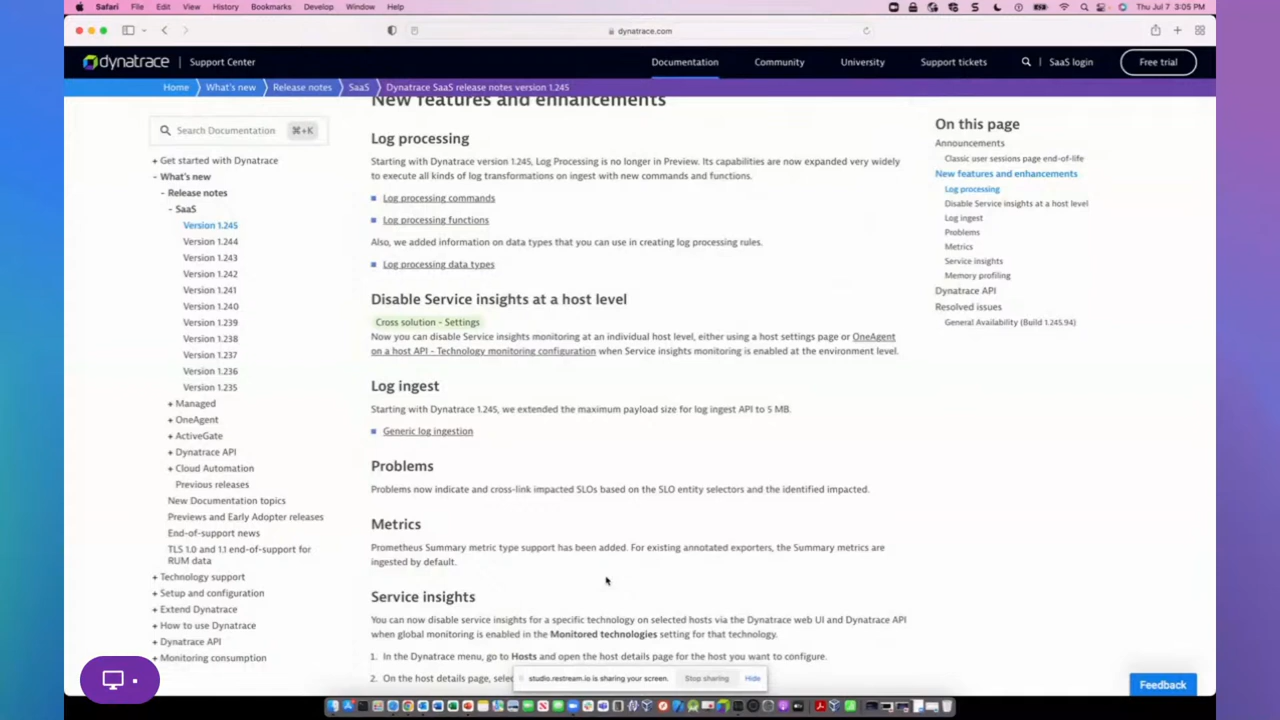 Safari File Edit View History Bookmarks Develop Window Help
Thu Jul 7 3:05 PM
dynatrace.com
dynatrace Support Center
Documentation Community University Support tickets SaaS login Free trial
Home What's new Release notes SaaS Dynatrace SaaS release notes version 1.245
Search Documentation ⌘+K
+ Get started with Dynatrace
- What's new
- Release notes
- SaaS
Version 1.245
Version 1.244
Version 1.243
Version 1.242
Version 1.241
Version 1.240
Version 1.239
Version 1.238
Version 1.237
Version 1.236
Version 1.235
+ Managed
+ OneAgent
+ ActiveGate
+ Dynatrace API
+ Cloud Automation
Previous releases
New Documentation topics
Previews and Early Adopter releases
End-of-support news
TLS 1.0 and 1.1 end-of-support for
RUM data
+ Technology support
+ Setup and configuration
+ Extend Dynatrace
+ How to use Dynatrace
+ Dynatrace API
+ Monitoring consumption
New features and enhancements
Log processing
Starting with Dynatrace version 1.245, Log Processing is no longer in Preview. Its capabilities are now expanded very widely
to execute all kinds of log transformations on ingest with new commands and functions.
Log processing commands
Log processing functions
Also, we added information on data types that you can use in creating log processing rules.
Log processing data types
Disable Service insights at a host level
Cross solution - Settings
Now you can disable Service insights monitoring at an individual host level, either using a host settings page or OneAgent
on a host API - Technology monitoring configuration when Service insights monitoring is enabled at the environment level.
Log ingest
Starting with Dynatrace 1.245, we extended the maximum payload size for log ingest API to 5 MB.
Generic log ingestion
Problems
Problems now indicate and cross-link impacted SLOs based on the SLO entity selectors and the identified impacted.
Metrics
Prometheus Summary metric type support has been added. For existing annotated exporters, the Summary metrics are
ingested by default.
Service insights
You can now disable service insights for a specific technology on selected hosts via the Dynatrace web UI and Dynatrace API
when global monitoring is enabled in the Monitored technologies setting for that technology.
1. In the Dynatrace menu, go to Hosts and open the host details page for the host you want to configure.
2. On the host details page, selec
On this page
Announcements
Classic user sessions page end-of-life
New features and enhancements
Log processing
Disable Service insights at a host level
Log ingest
Problems
Metrics
Service insights
Memory profiling
Dynatrace API
Resolved issues
General Availability (Build 1.245.94)
studio.restream.io is sharing your screen. Stop sharing Hide
Feedback